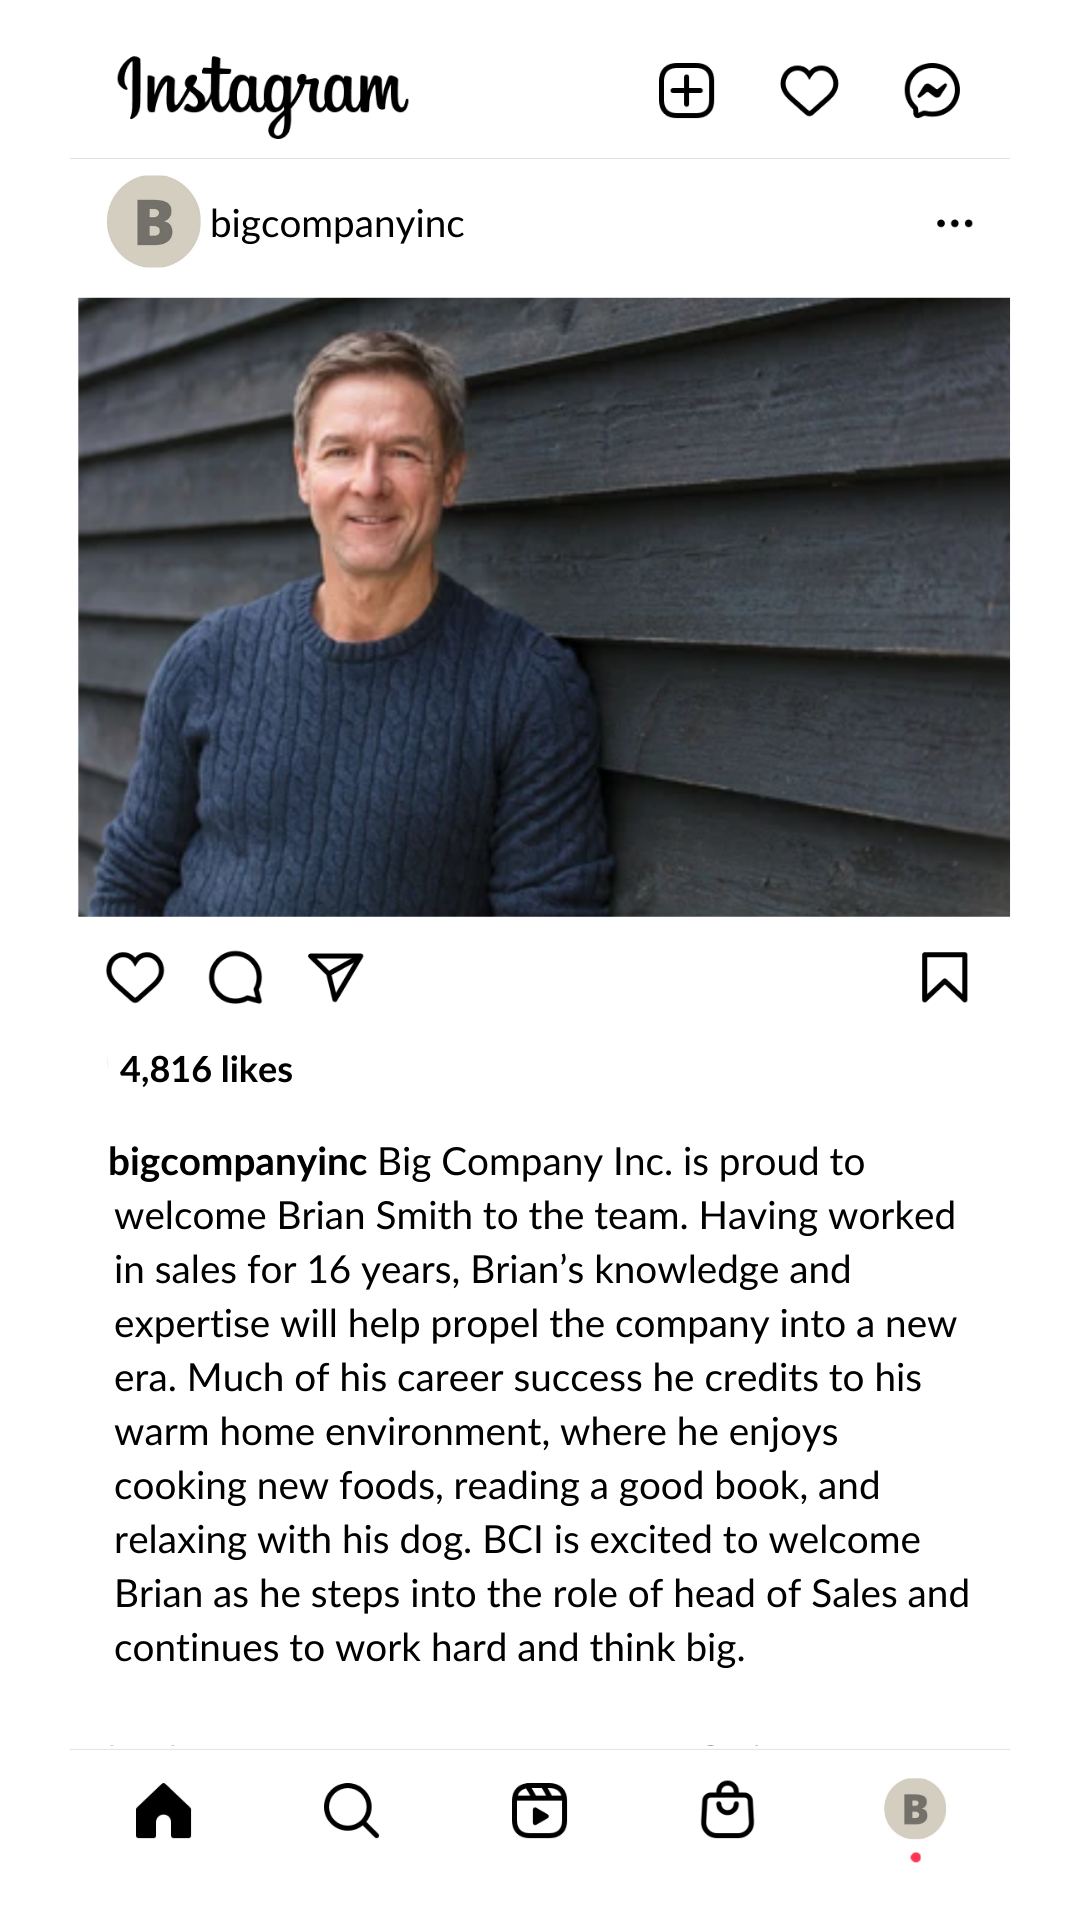 Instagram
B bigcompanyinc
4,816 likes
bigcompanyinc Big Company Inc. is proud to
welcome Brian Smith to the team. Having worked
in sales for 16 years, Brian’s knowledge and
expertise will help propel the company into a new
era. Much of his career success he credits to his
warm home environment, where he enjoys
cooking new foods, reading a good book, and
relaxing with his dog. BCI is excited to welcome
Brian as he steps into the role of head of Sales and
continues to work hard and think big.
B